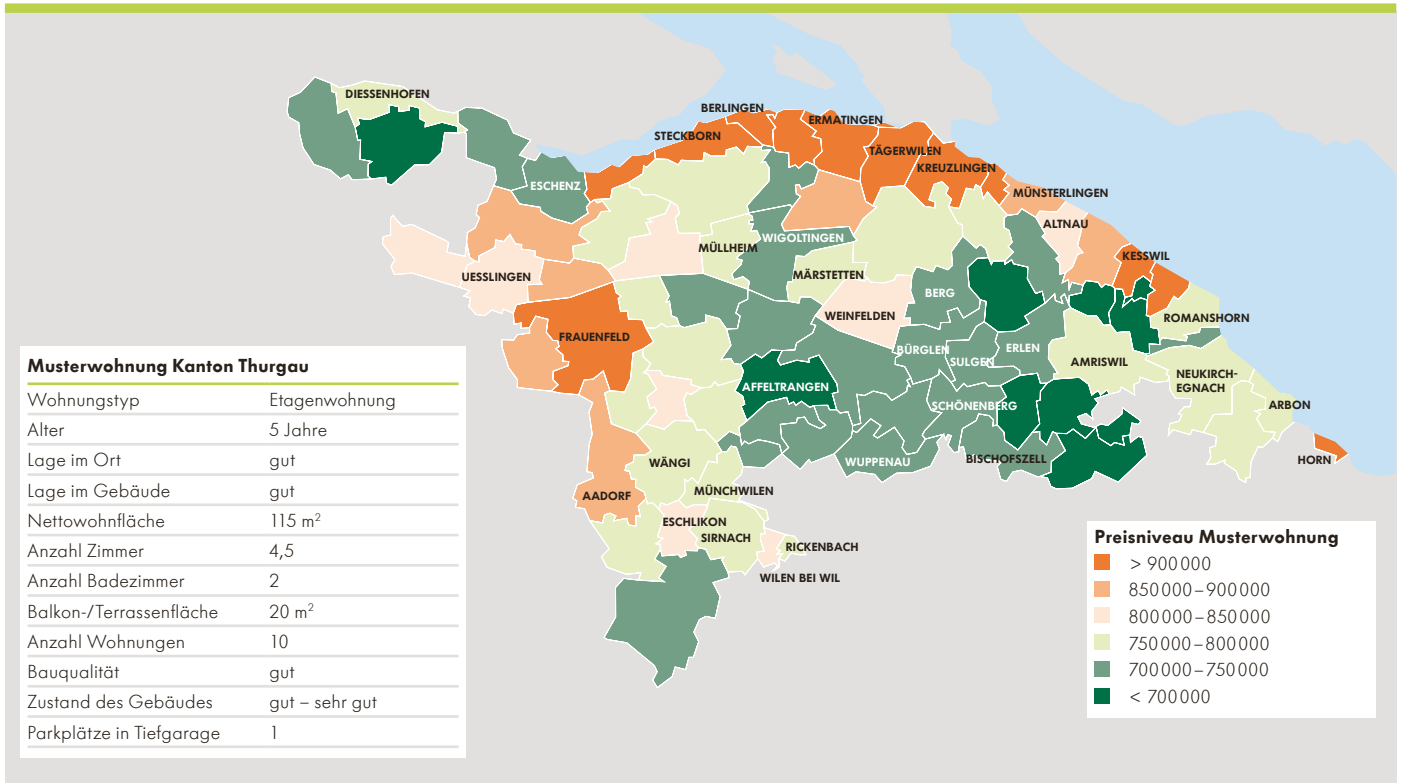 DIESSENHOFEN
BERLINGEN
ERMATINGEN
STECKBORN
TÄGERWILEN
KREUZLINGEN
ESCHENZ
MÜNSTERLINGEN
ALTNAU
WIGOLTINGEN
MÜLLHEIM
KESSWIL
UESSLINGEN
MÄRSTETTEN
BERG
WEINFELDEN
ROMANSHORN
FRAUENFELD
BÜRGLEN
ERLEN
SULGEN
AMRISWIL
NEUKIRCH-
EGNACH
AFFELTRANGEN
SCHÖNENBERG
ARBON
WÄNGI
WUPPENAU
BISCHOFSZELL
HORN
AADORF
MÜNCHWILEN
ESCHLIKON
SIRNACH
RICKENBACH
WILEN BEI WIL
Musterwohnung Kanton Thurgau
Wohnungstyp Etagenwohnung
Alter 5 Jahre
Lage im Ort gut
Lage im Gebäude gut
Nettowohnfläche 115 m²
Anzahl Zimmer 4,5
Anzahl Badezimmer 2
Balkon-/Terrassenfläche 20 m²
Anzahl Wohnungen 10
Bauqualität gut
Zustand des Gebäudes gut – sehr gut
Parkplätze in Tiefgarage 1
Preisniveau Musterwohnung
> 900 000
850 000 – 900 000
800 000 – 850 000
750 000 – 800 000
700 000 – 750 000
< 700 000